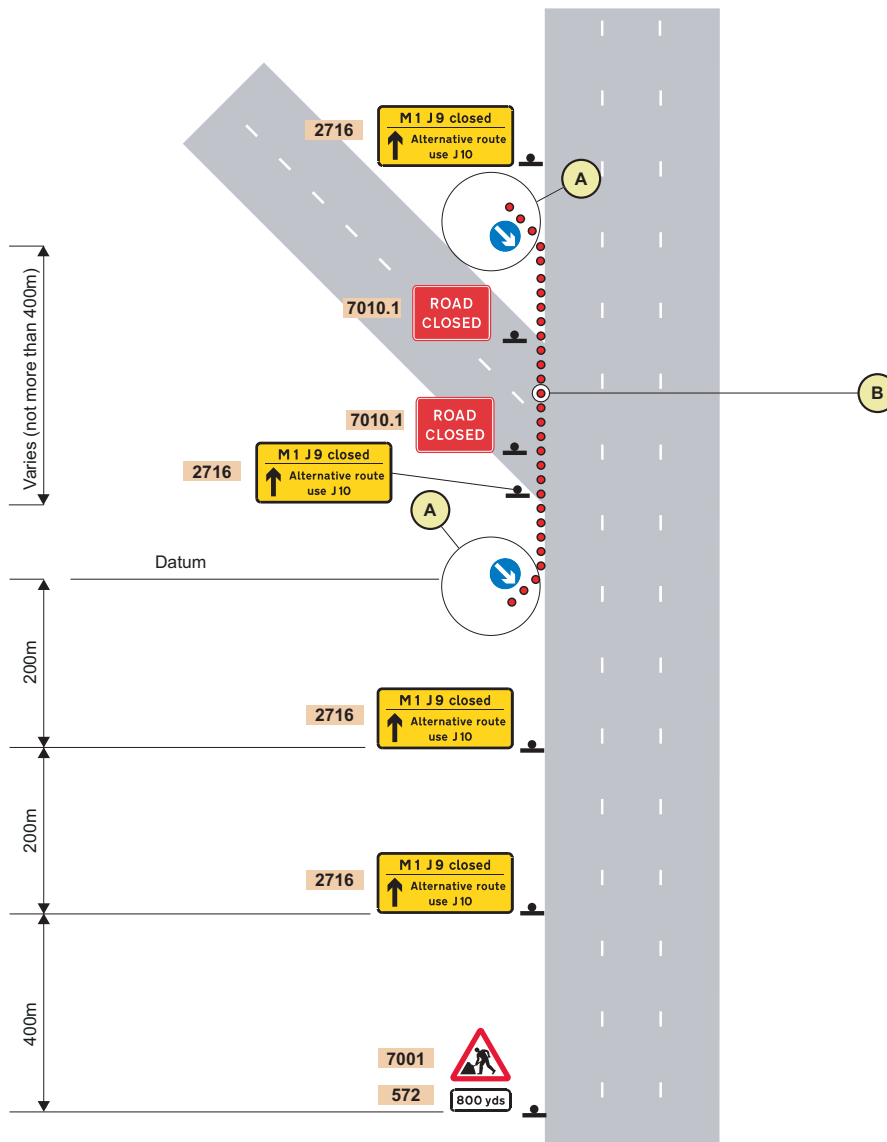 2716
M1 J9 closed
Alternative route
use J10
A
Varies (not more than 400m)
7010.1
ROAD
CLOSED
B
7010.1
ROAD
CLOSED
2716
M1 J9 closed
Alternative route
use J10
A
Datum
200m
2716
M1 J9 closed
Alternative route
use J10
200m
2716
M1 J9 closed
Alternative route
use J10
400m
7001
572
800 yds